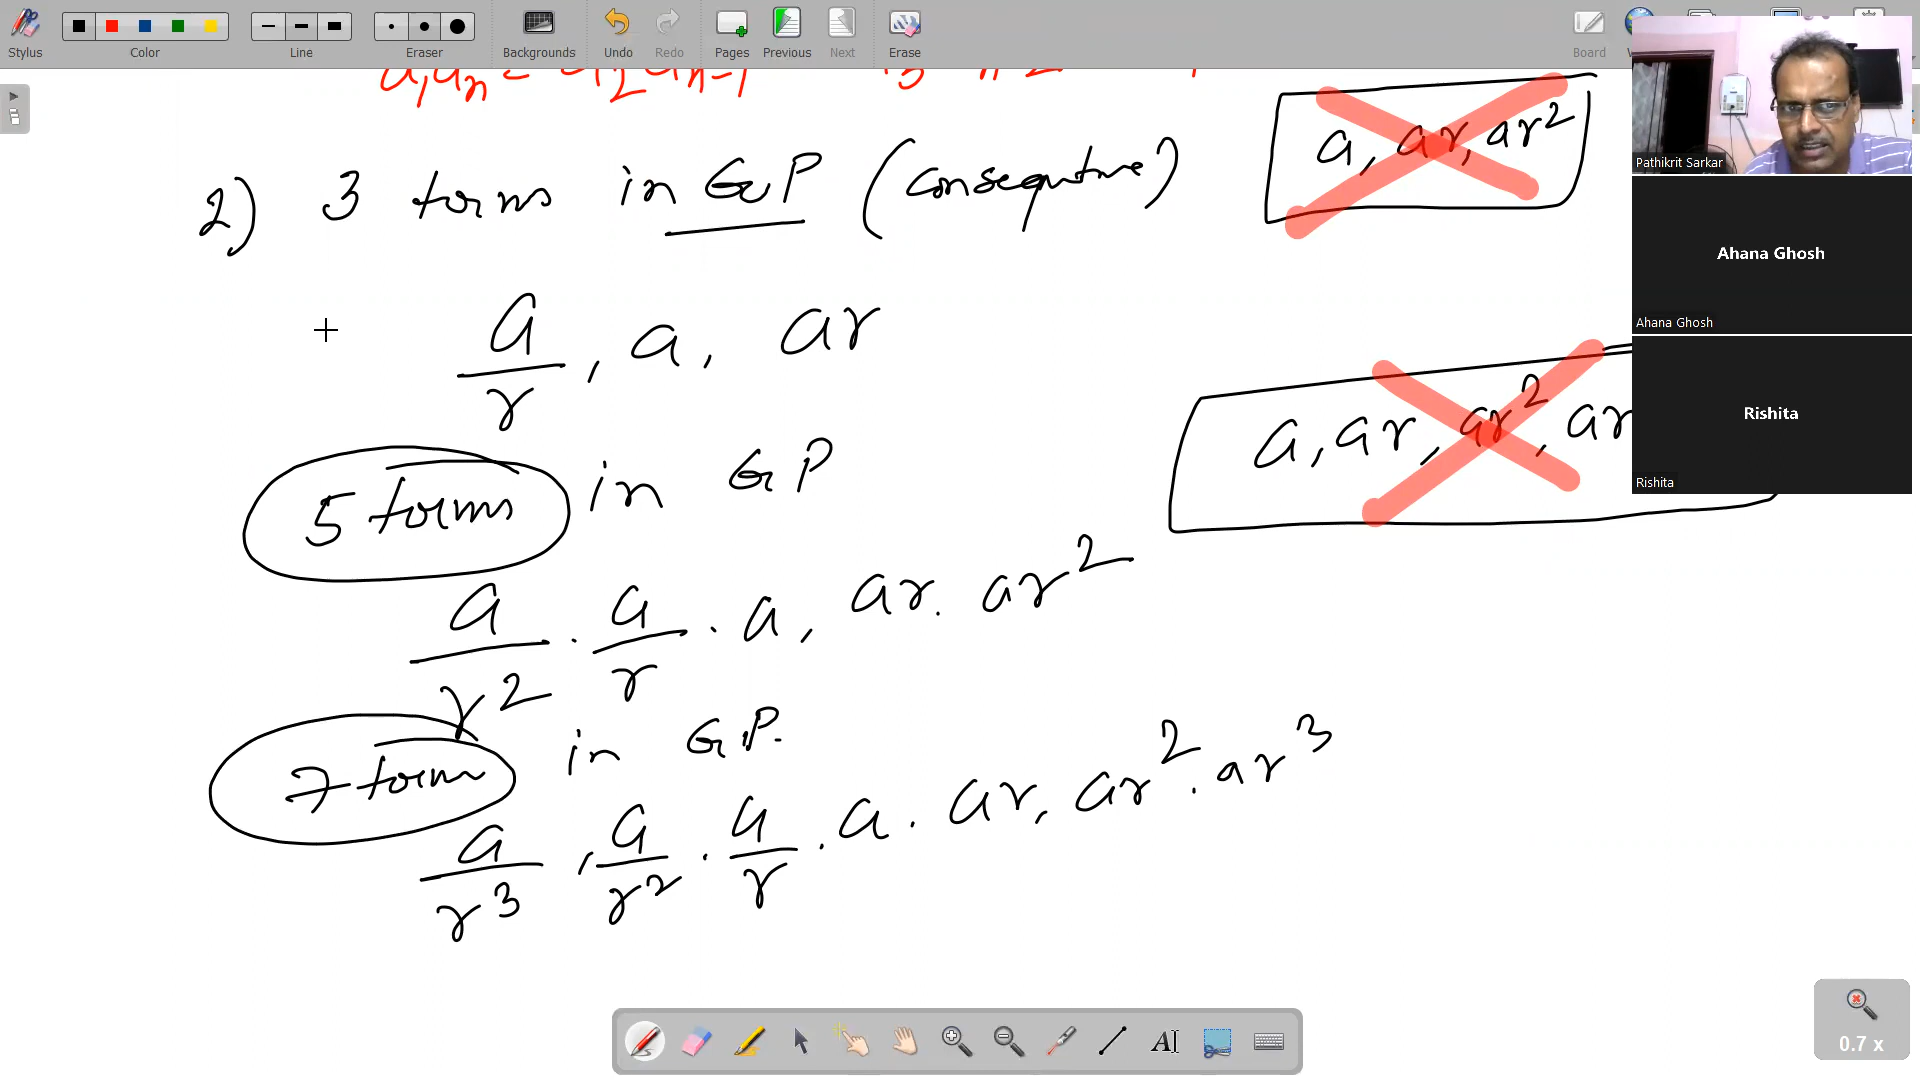 Stylus Color Line Eraser Backgrounds Undo Redo Pages Previous Next Erase Board
2) 3 terms in GP (Consequtive)
a, ar, ar²
a/r, a, ar
a, ar, ar², ar
5 terms in GP
a/r² . a/r . a, ar. ar²
7 term in G.P.
a/r³ , a/r² . a/r . a . ar, ar² . ar³
Pathikrit Sarkar
Ahana Ghosh
Ahana Ghosh
Rishita
Rishita
0.7 x